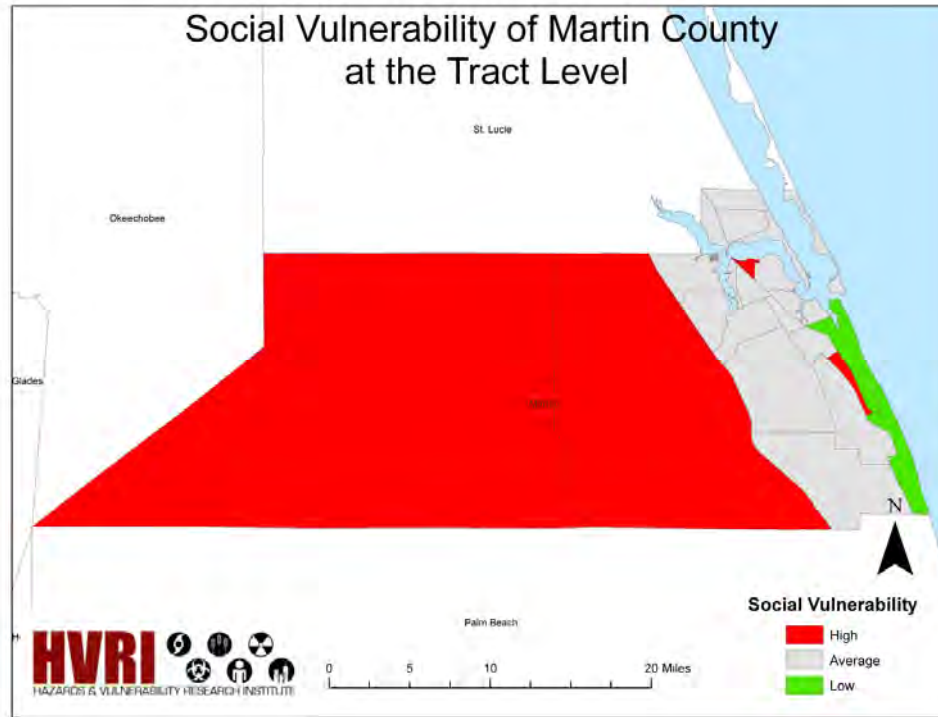 Social Vulnerability of Martin County
at the Tract Level
St. Lucie
Okeechobee
Glades
Martin
N
Palm Beach
H
Social Vulnerability
High
Average
Low
HVRI
HAZARDS & VULNERABILITY RESEARCH INSTITUTE
0 5 10 20 Miles